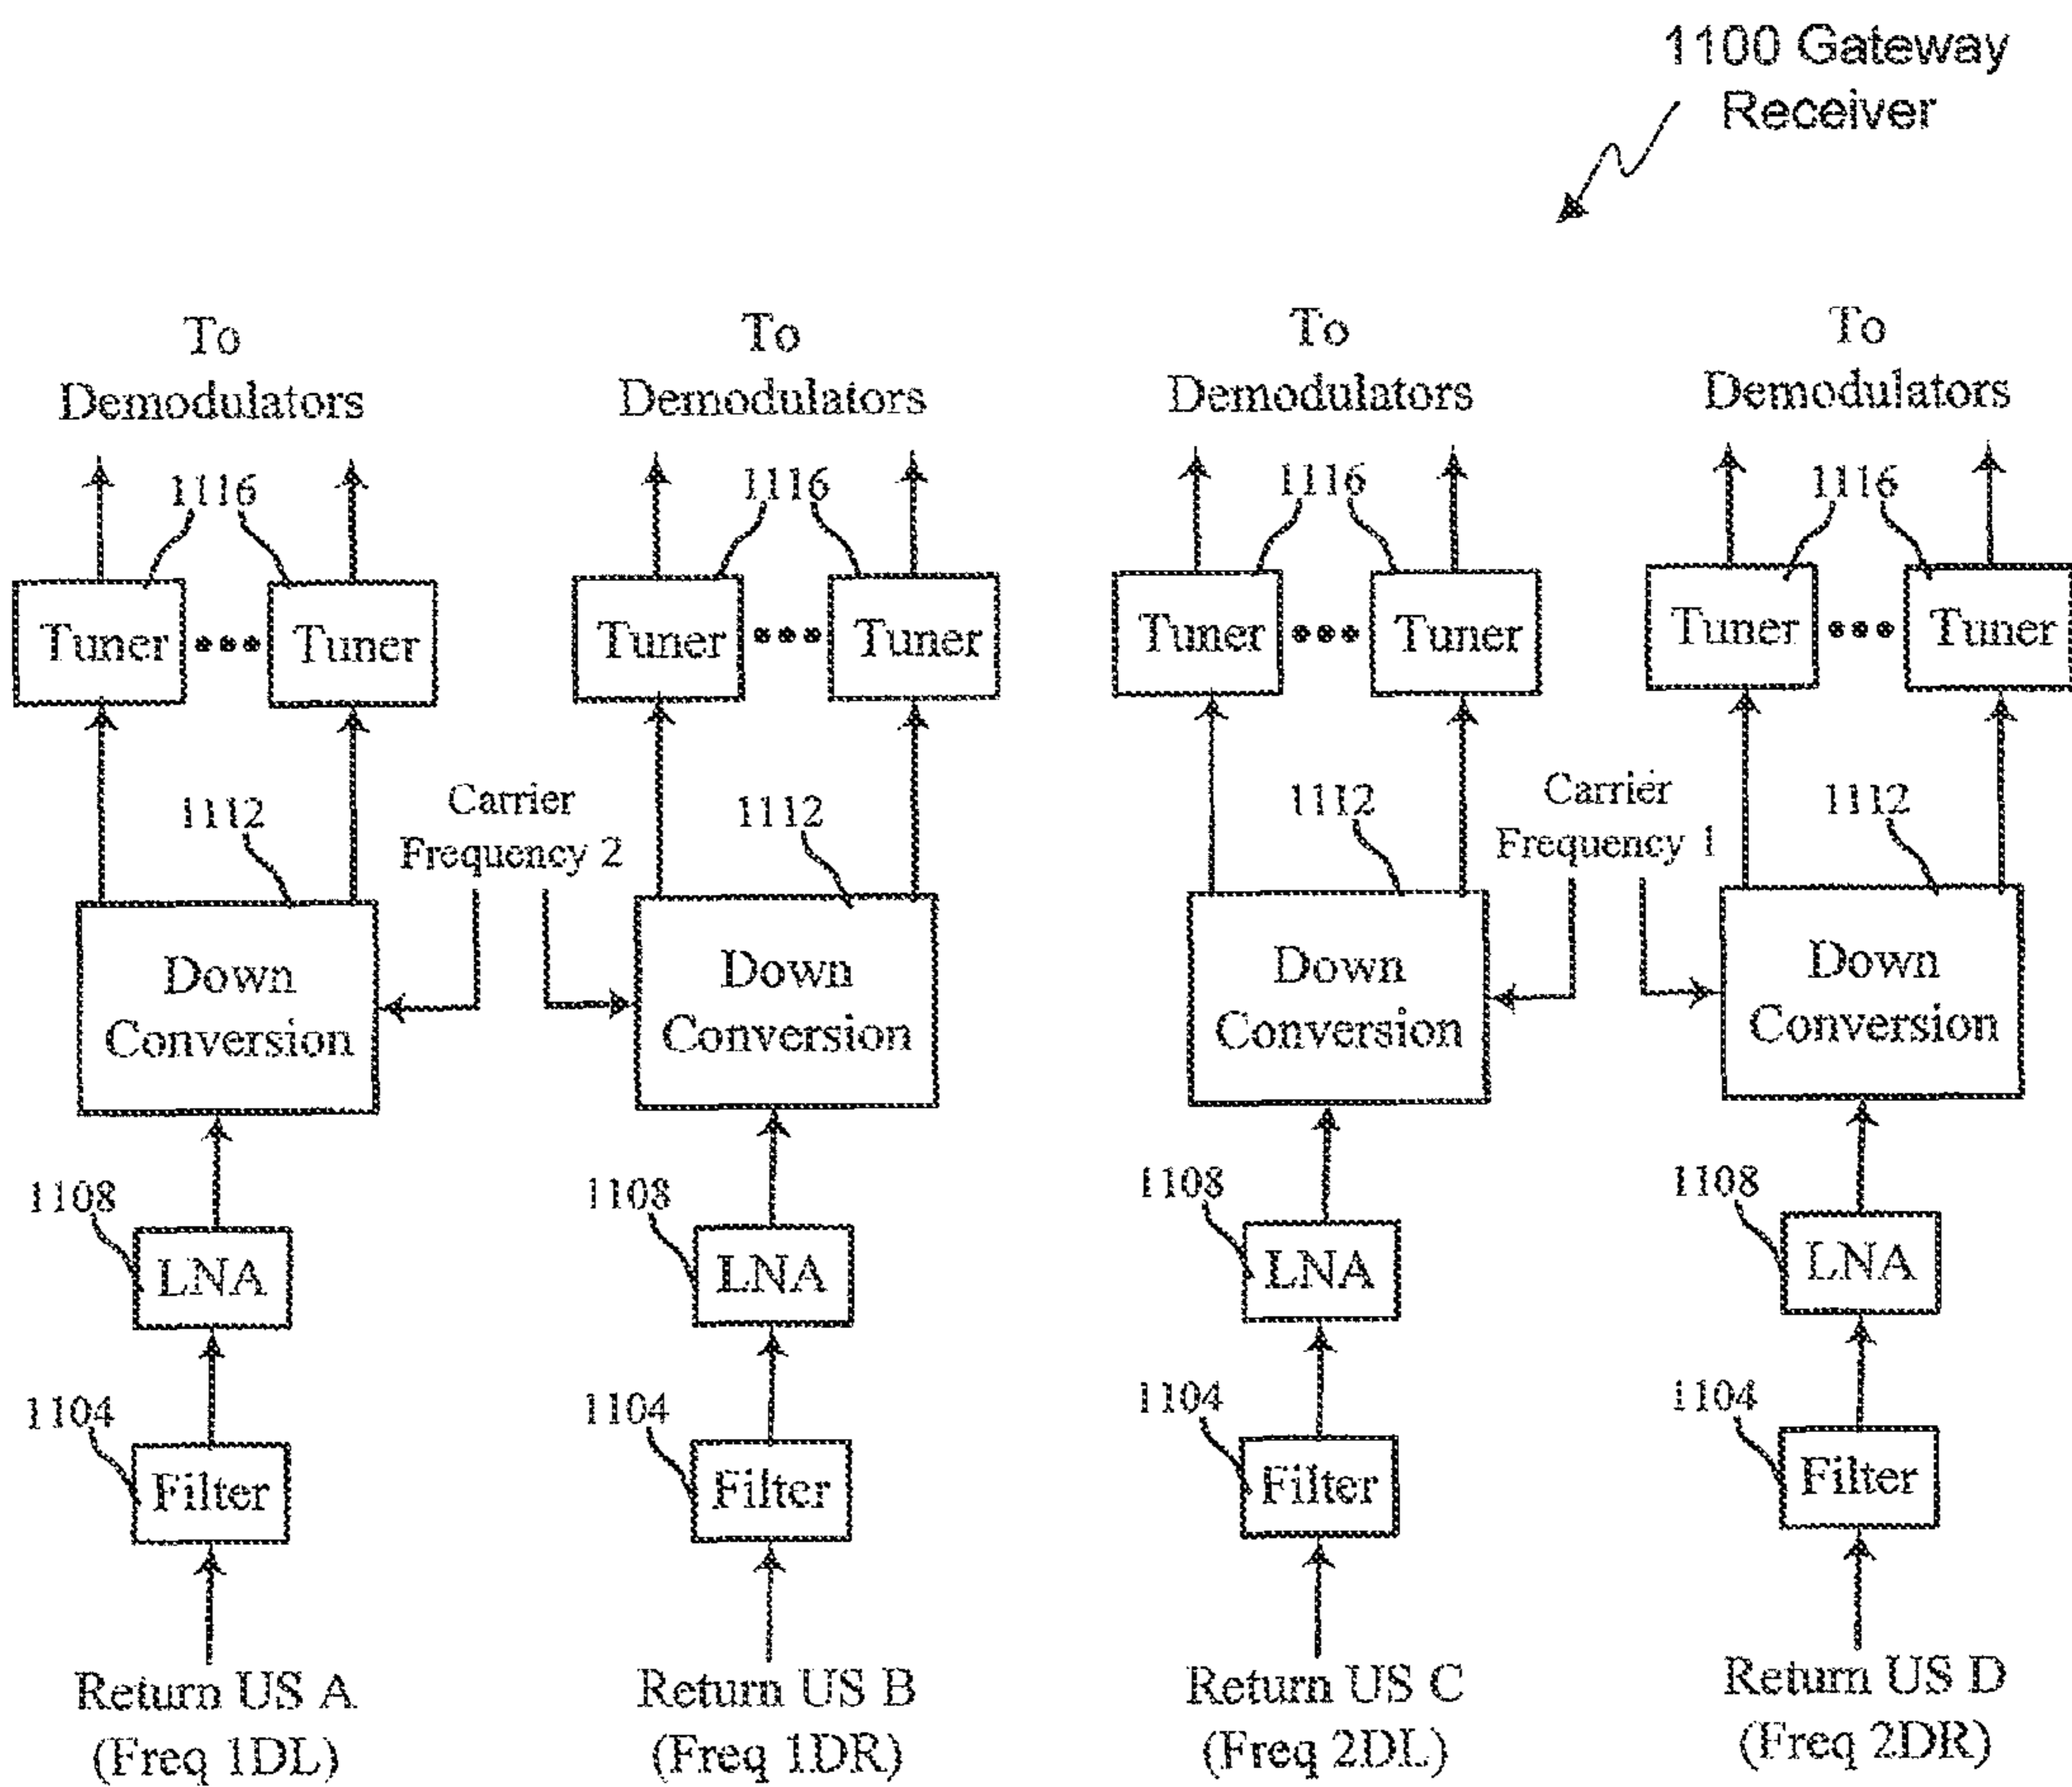 1100 Gateway
Receiver
To
Demodulators
To
Demodulators
To
Demodulators
To
Demodulators
1116
1116
1116
1116
Tuner
Tuner
Tuner
Tuner
Tuner
Tuner
Tuner
Tuner
1112
Carrier
Frequency 2
1112
1112
Carrier
Frequency 1
1112
Down
Conversion
Down
Conversion
Down
Conversion
Down
Conversion
1108
1108
1108
1108
LNA
LNA
LNA
LNA
1104
1104
1104
1104
Filter
Filter
Filter
Filter
Return US A
(Freq 1DL)
Return US B
(Freq 1DR)
Return US C
(Freq 2DL)
Return US D
(Freq 2DR)